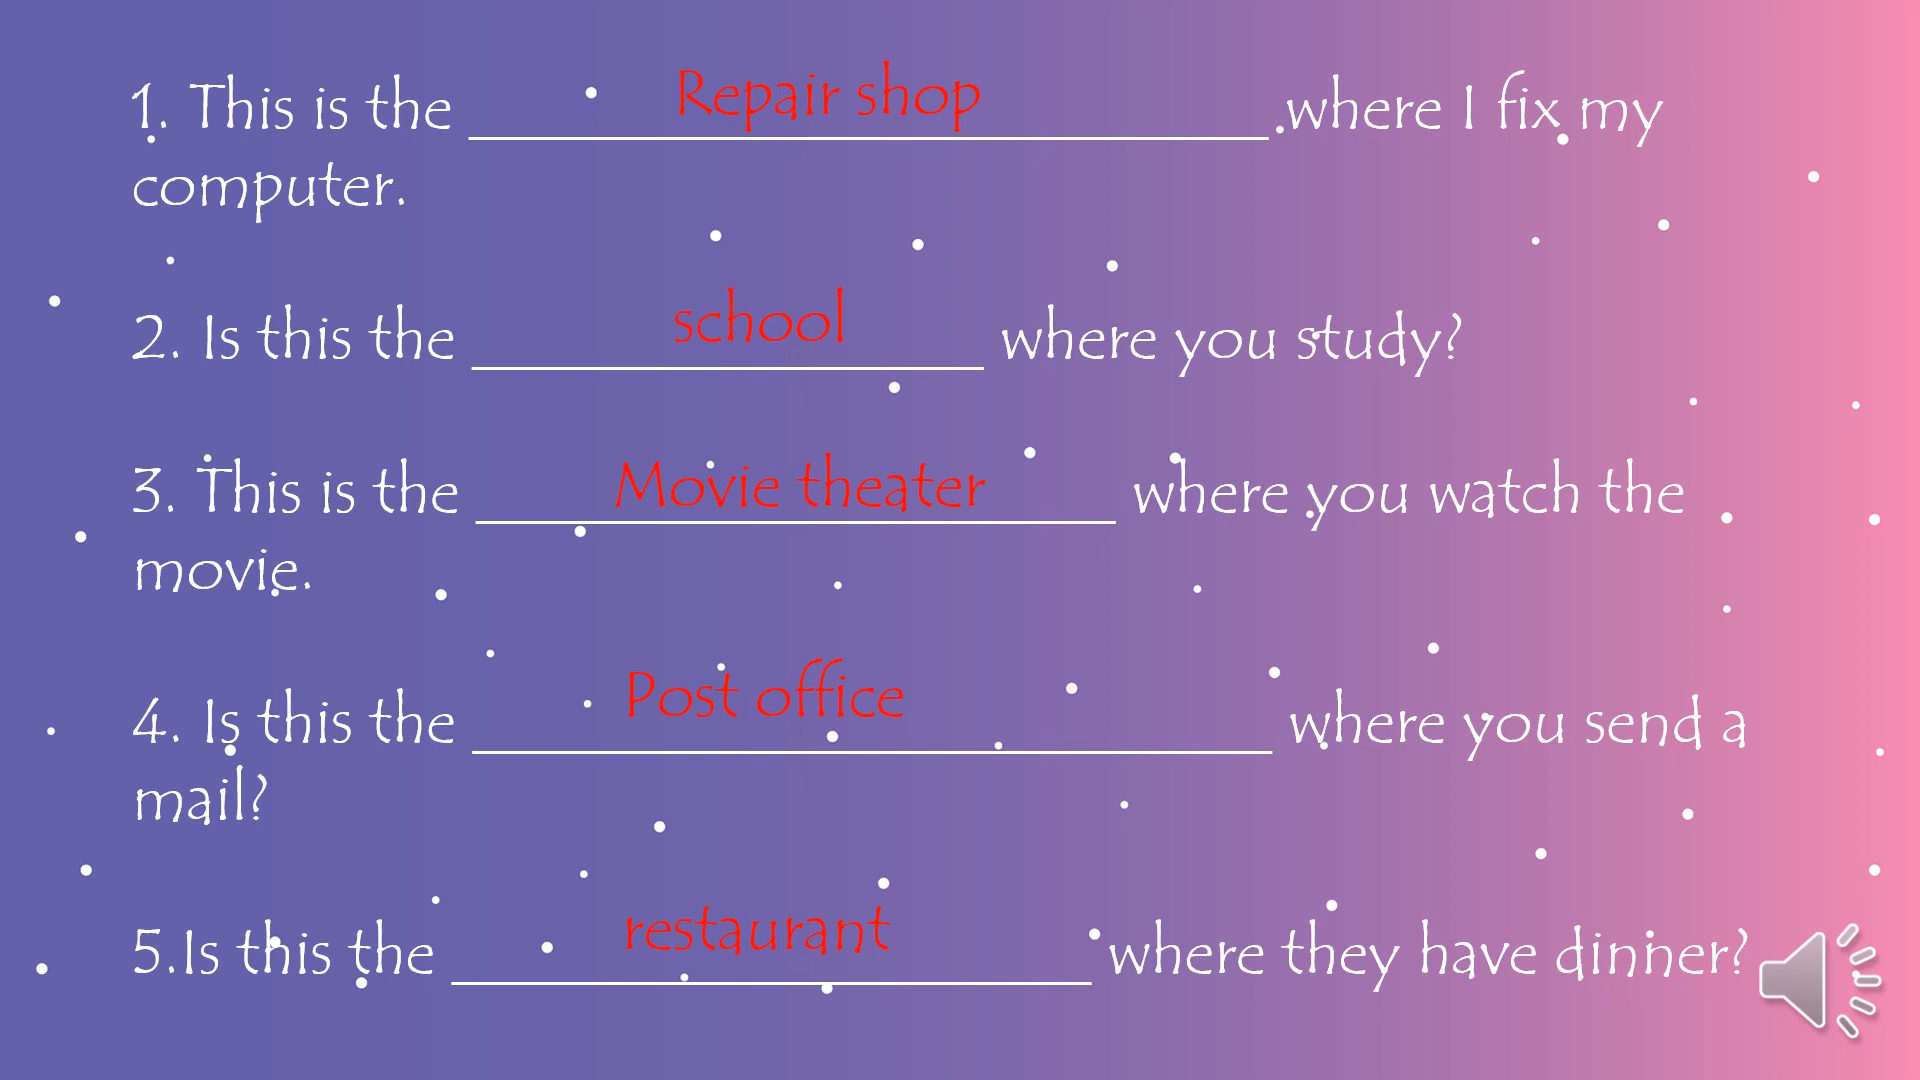 1. This is the Repair shop where I fix my
computer.
2. Is this the school where you study?
3. This is the Movie theater where you watch the
movie.
4. Is this the Post office where you send a
mail?
5.Is this the restaurant where they have dinner?